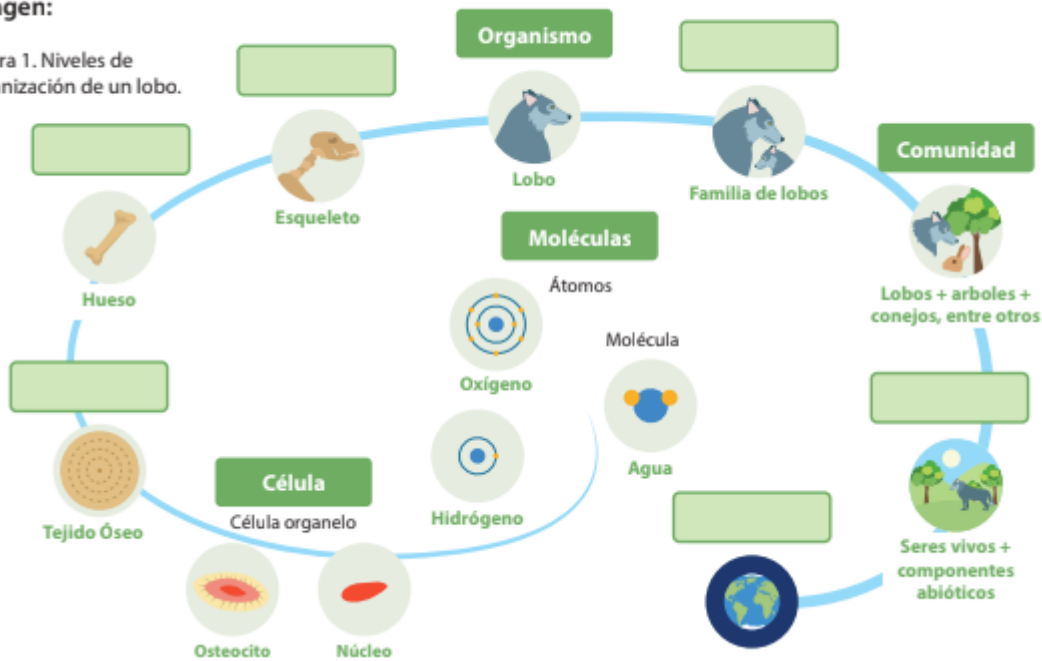 agen:
ra 1. Niveles de
nización de un lobo.
Organismo
Lobo
Esqueleto
Familia de lobos
Comunidad
Lobos + arboles +
conejos, entre otros
Hueso
Moléculas
Átomos
Oxígeno
Molécula
Agua
Hidrógeno
Célula
Célula organelo
Tejido Óseo
Osteocito
Núcleo
Seres vivos +
componentes
abióticos